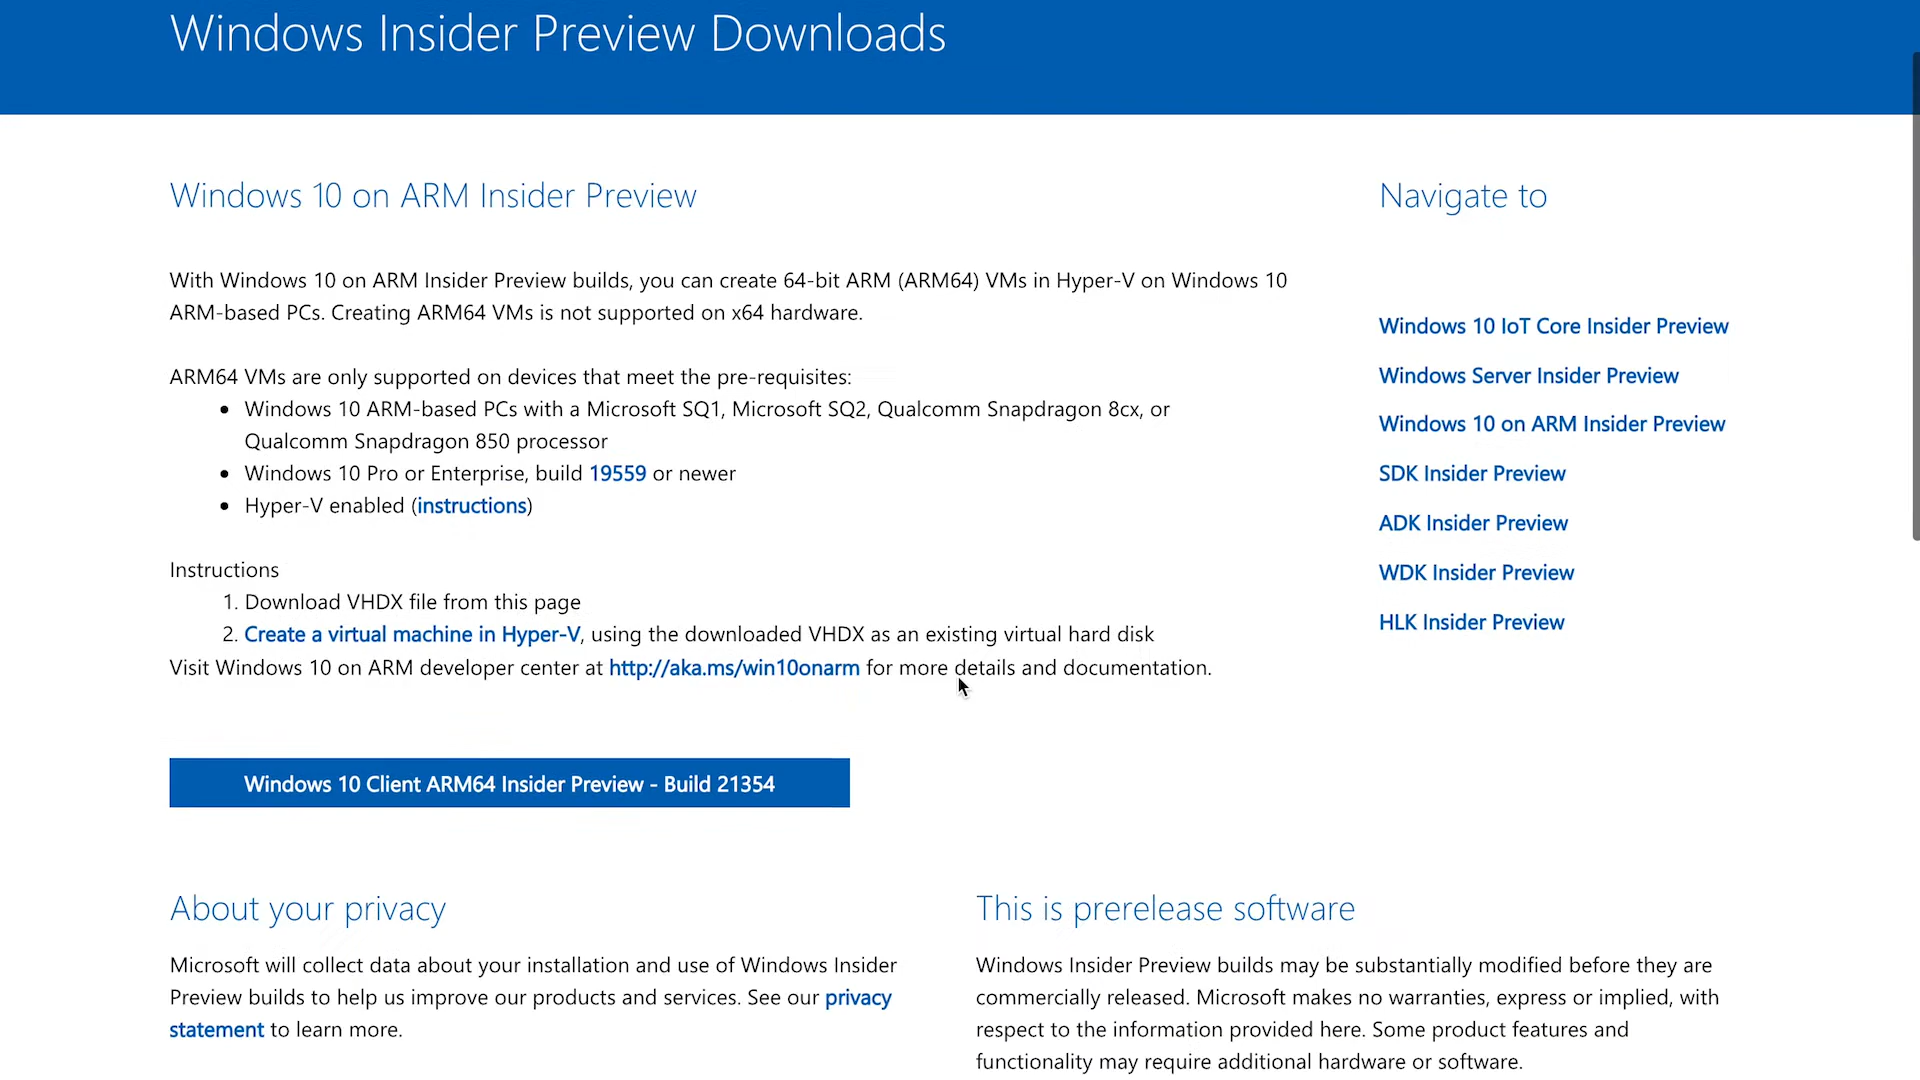 Windows Insider Preview Downloads
Windows 10 on ARM Insider Preview
With Windows 10 on ARM Insider Preview builds, you can create 64-bit ARM (ARM64) VMs in Hyper-V on Windows 10
ARM-based PCs. Creating ARM64 VMs is not supported on x64 hardware.
ARM64 VMs are only supported on devices that meet the pre-requisites:
• Windows 10 ARM-based PCs with a Microsoft SQ1, Microsoft SQ2, Qualcomm Snapdragon 8cx, or
Qualcomm Snapdragon 850 processor
• Windows 10 Pro or Enterprise, build 19559 or newer
• Hyper-V enabled (instructions)
Instructions
1. Download VHDX file from this page
2. Create a virtual machine in Hyper-V, using the downloaded VHDX as an existing virtual hard disk
Visit Windows 10 on ARM developer center at http://aka.ms/win10onarm for more details and documentation.
Windows 10 Client ARM64 Insider Preview - Build 21354
Navigate to
Windows 10 IoT Core Insider Preview
Windows Server Insider Preview
Windows 10 on ARM Insider Preview
SDK Insider Preview
ADK Insider Preview
WDK Insider Preview
HLK Insider Preview
About your privacy
Microsoft will collect data about your installation and use of Windows Insider
Preview builds to help us improve our products and services. See our privacy
statement to learn more.
This is prerelease software
Windows Insider Preview builds may be substantially modified before they are
commercially released. Microsoft makes no warranties, express or implied, with
respect to the information provided here. Some product features and
functionality may require additional hardware or software.